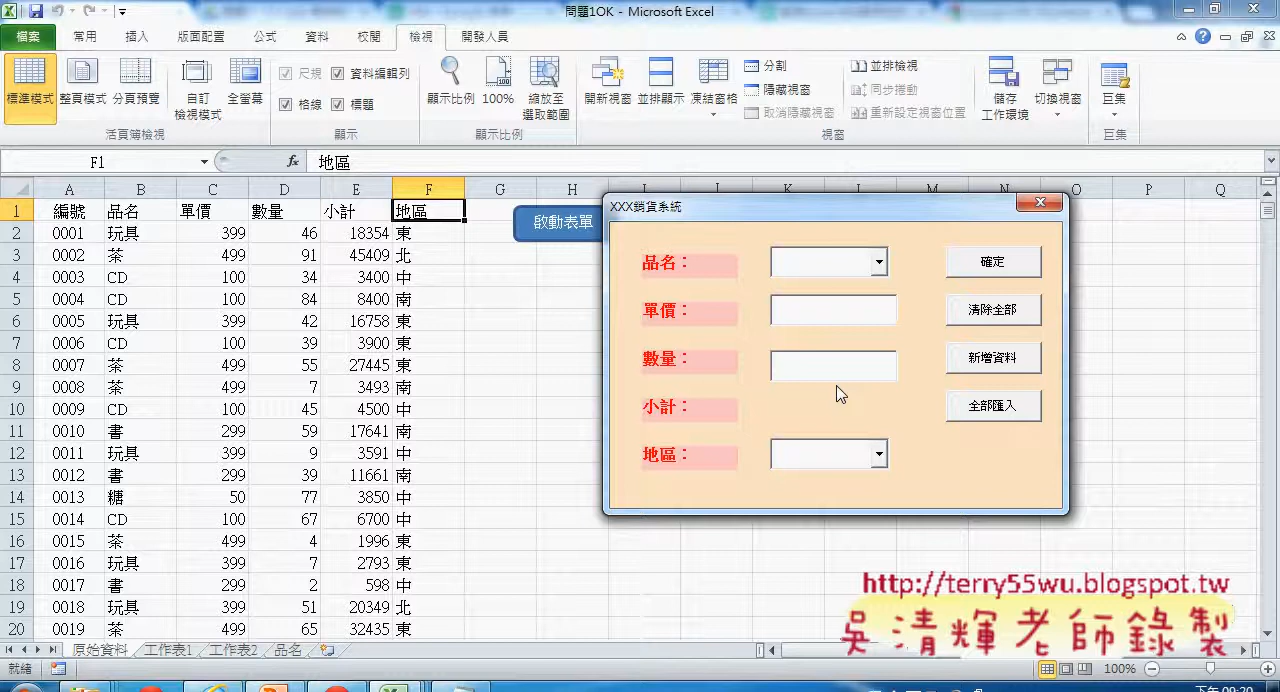 問題1OK - Microsoft Excel
檔案 常用 插入 版面配置 公式 資料 校閱 檢視 開發人員
標準模式 整頁模式 分頁預覽 自訂檢視模式 全螢幕 尺規 資料編輯列 格線 標題 顯示比例 100% 縮放至選取範圍 開新視窗 並排顯示 凍結窗格 分割 隱藏視窗 取消隱藏視窗 並排檢視 同步捲動 重新設定視窗位置 儲存工作環境 切換視窗 巨集
活頁簿檢視 顯示 顯示比例 視窗 巨集
F1 fx 地區
A B C D E F G H I J K L M N O P Q
1 編號 品名 單價 數量 小計 地區
2 0001 玩具 399 46 18354 東
3 0002 茶 499 91 45409 北
4 0003 CD 100 34 3400 中
5 0004 CD 100 84 8400 南
6 0005 玩具 399 42 16758 東
7 0006 CD 100 39 3900 東
8 0007 茶 499 55 27445 東
9 0008 茶 499 7 3493 南
10 0009 CD 100 45 4500 中
11 0010 書 299 59 17641 南
12 0011 玩具 399 9 3591 中
13 0012 書 299 39 11661 南
14 0013 糖 50 77 3850 中
15 0014 CD 100 67 6700 中
16 0015 茶 499 4 1996 東
17 0016 玩具 399 7 2793 東
18 0017 書 299 2 598 中
19 0018 玩具 399 51 20349 北
20 0019 茶 499 65 32435 東
啟動表單
XXX銷貨系統
品名： 確定
單價： 清除全部
數量： 新增資料
小計： 全部匯入
地區：
http://terry55wu.blogspot.tw
吳清輝老師錄製
原始資料 工作表1 工作表2 品名
就緒 100%
下午 09:20